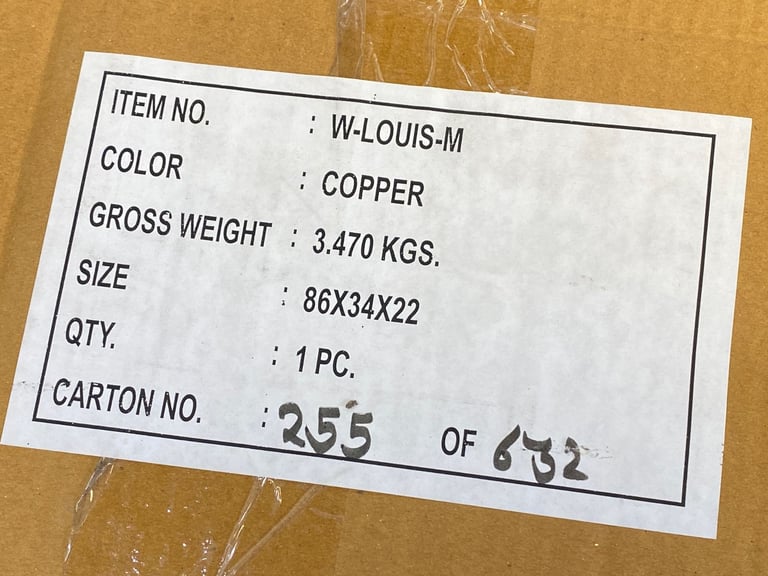 ITEM NO. : W-LOUIS-M
COLOR : COPPER
GROSS WEIGHT : 3.470 KGS.
SIZE : 86X34X22
QTY. : 1 PC.
CARTON NO. : 255 OF 632